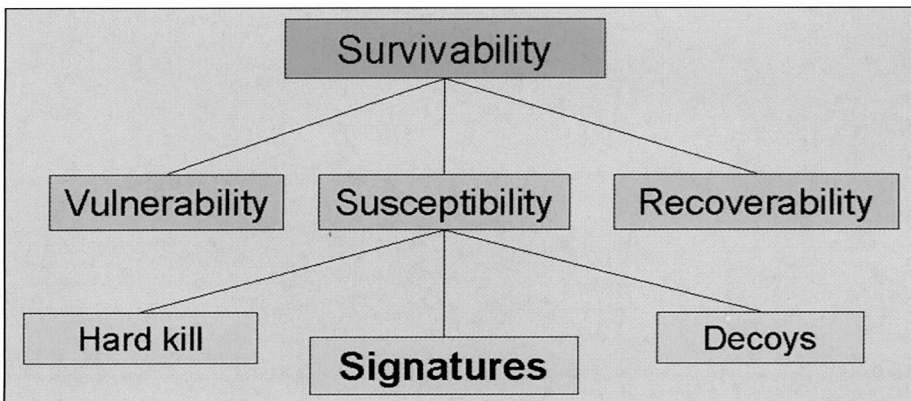 Survivability
Vulnerability
Susceptibility
Recoverability
Hard kill
Signatures
Decoys